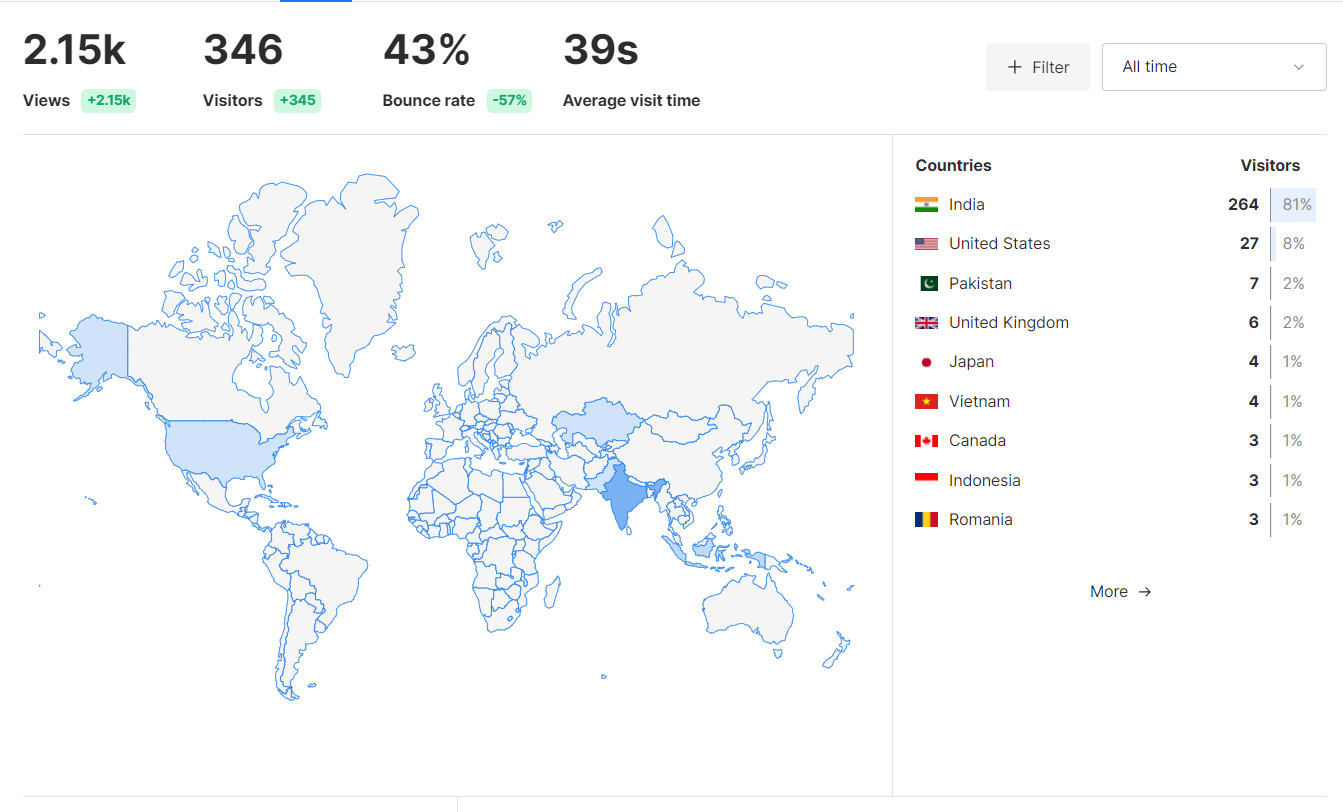 2.15k 346 43% 39s
Views +2.15k Visitors +345 Bounce rate -57% Average visit time
+ Filter All time
Countries Visitors
India 264 81%
United States 27 8%
Pakistan 7 2%
United Kingdom 6 2%
Japan 4 1%
Vietnam 4 1%
Canada 3 1%
Indonesia 3 1%
Romania 3 1%
More →